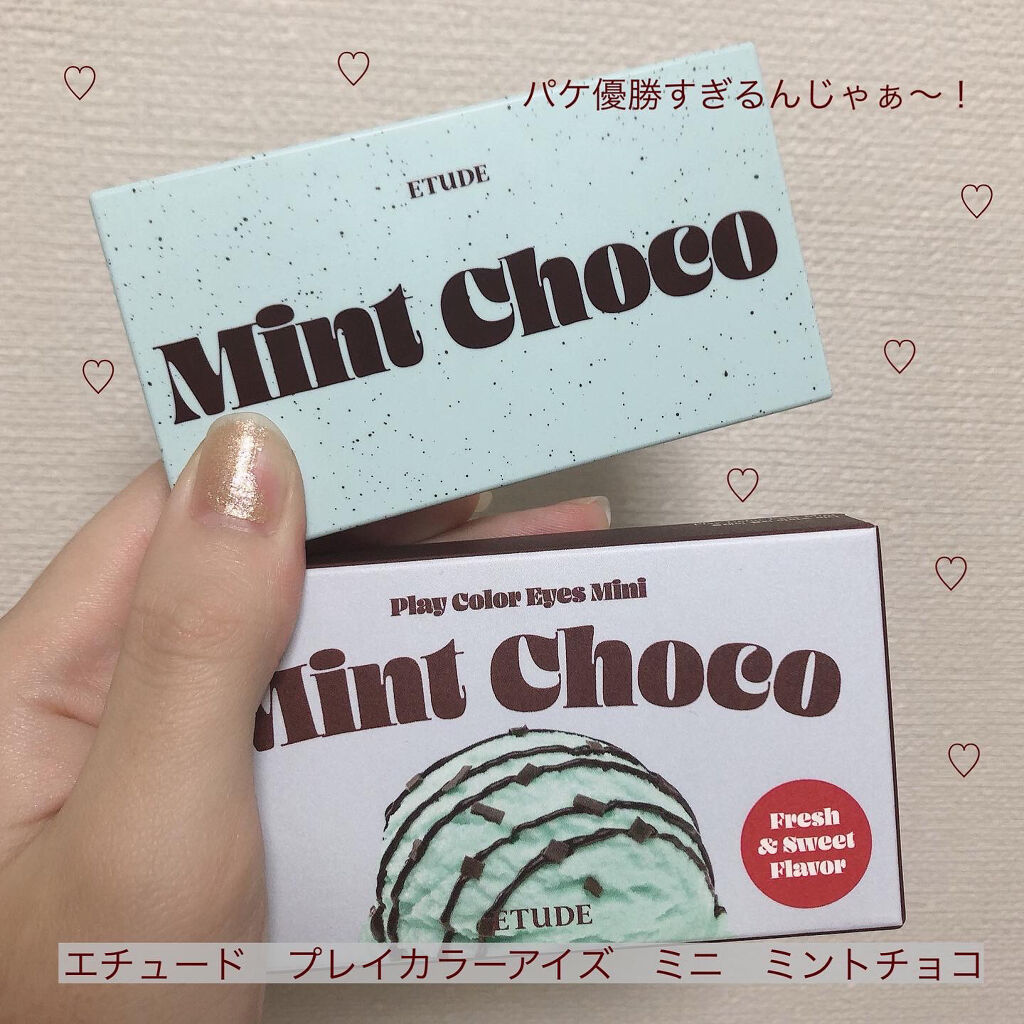 パケ優勝すぎるんじゃぁ〜！
ETUDE
Mint Choco
Play Color Eyes Mini
Mint Choco
Fresh
& Sweet
Flavor
ETUDE
エチュード　プレイカラーアイズ　ミニ　ミントチョコ